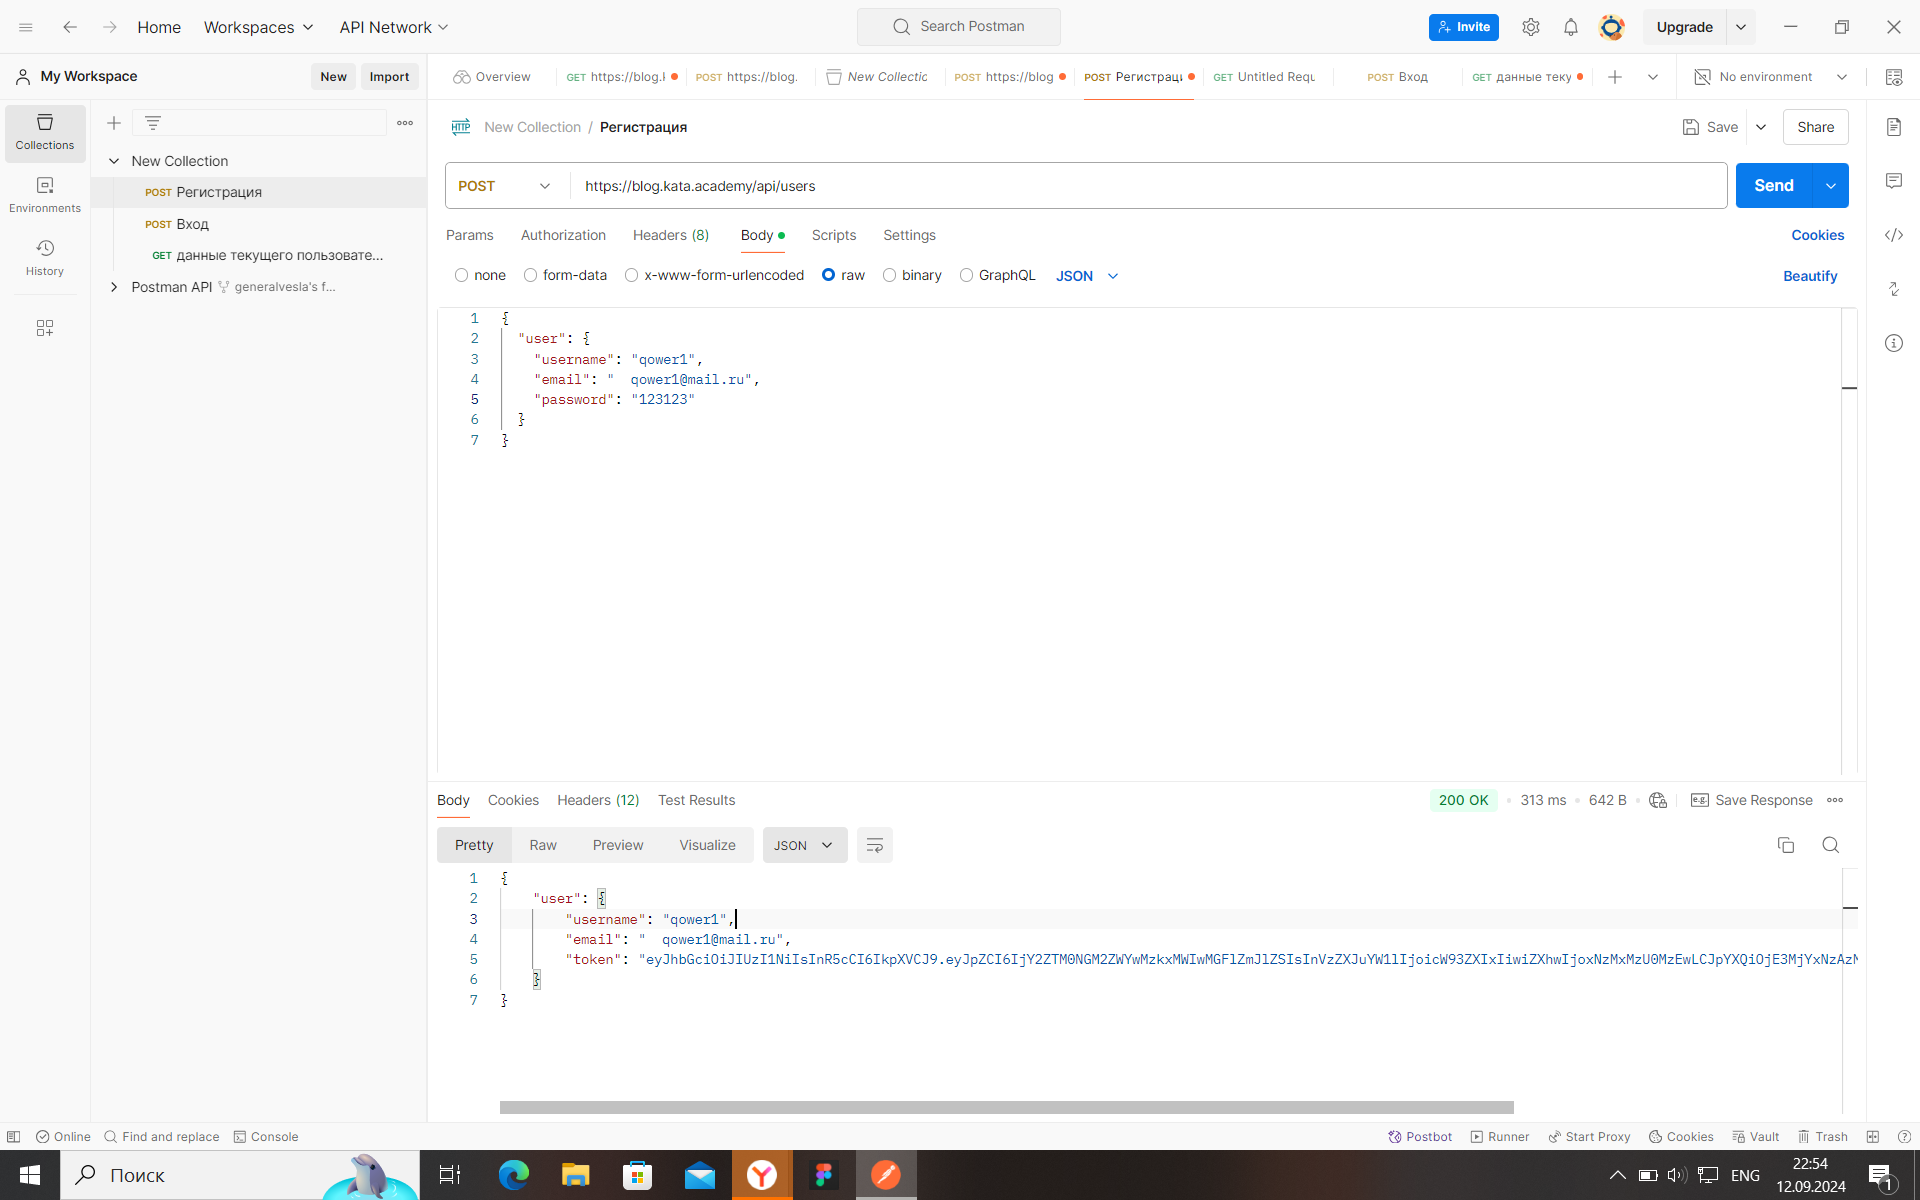 Home Workspaces API Network Search Postman Invite Upgrade
My Workspace New Import Overview GET https://blog.k POST https://blog. New Collectic POST https://blog POST Регистраці GET Untitled Requ POST Вход GET данные теку No environment
Collections
Environments
History
New Collection
POST Регистрация
POST Вход
GET данные текущего пользовате...
Postman API generalvesla's f...
HTTP New Collection / Регистрация Save Share
POST https://blog.kata.academy/api/users Send
Params Authorization Headers (8) Body Scripts Settings Cookies
none form-data x-www-form-urlencoded raw binary GraphQL JSON Beautify
1 {
2 "user": {
3 "username": "qower1",
4 "email": "  qower1@mail.ru",
5 "password": "123123"
6 }
7 }
Body Cookies Headers (12) Test Results 200 OK 313 ms 642 B e.g. Save Response
Pretty Raw Preview Visualize JSON
1 {
2 "user": {
3 "username": "qower1",
4 "email": "  qower1@mail.ru",
5 "token": "eyJhbGciOiJIUzI1NiIsInR5cCI6IkpXVCJ9.eyJpZCI6IjY2ZTM0NGM2ZWYwMzkxMWIwMGFlZmJlZSIsInVzZXJuYW1lIjoicW93ZXIxIiwiZXhwIjoxNzMxMzU0MzEwLCJpYXQiOjE3MjYxNzAzM
6 }
7 }
Online Find and replace Console Postbot Runner Start Proxy Cookies Vault Trash
Поиск ENG 22:54
12.09.2024 1